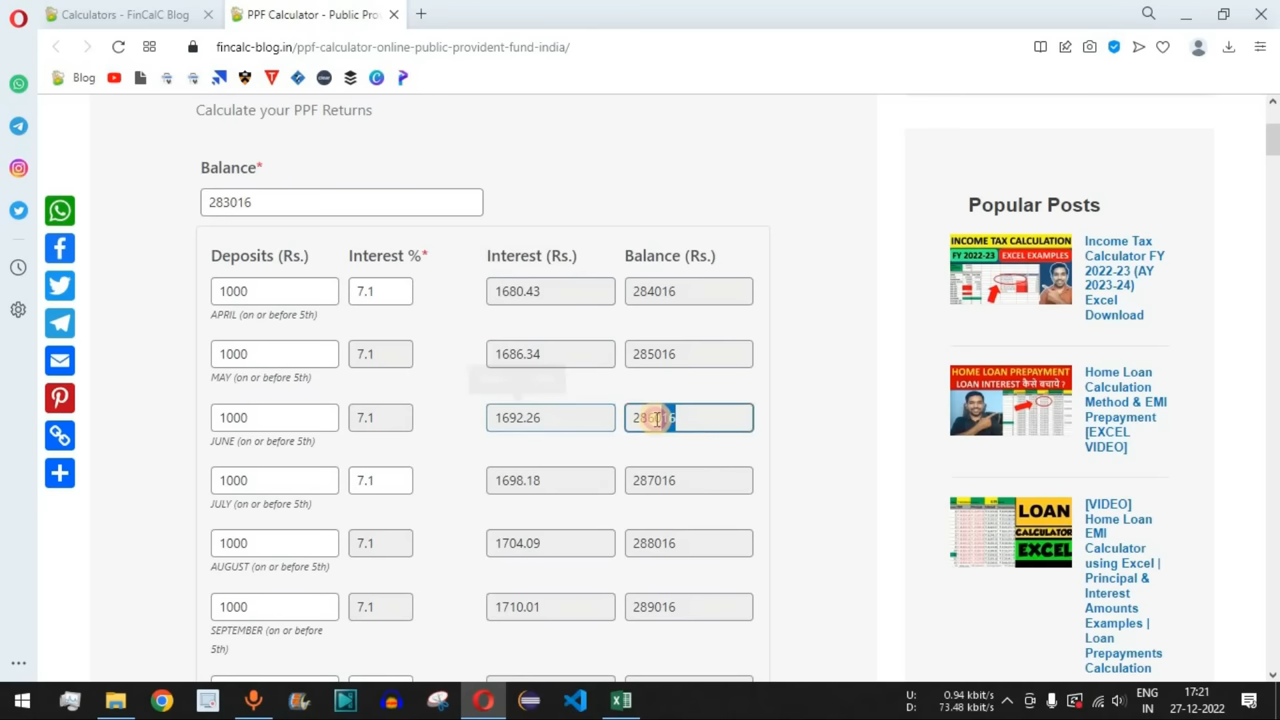 Calculators - FinCalC Blog
PPF Calculator - Public Pro
fincalc-blog.in/ppf-calculator-online-public-provident-fund-india/
Blog
Calculate your PPF Returns
Balance*
283016
Deposits (Rs.) Interest %* Interest (Rs.) Balance (Rs.)
1000 7.1 1680.43 284016
APRIL (on or before 5th)
1000 7.1 1686.34 285016
MAY (on or before 5th)
1000 7.1 1692.26
JUNE (on or before 5th)
1000 7.1 1698.18 287016
JULY (on or before 5th)
1000 7.1 1704.09 288016
AUGUST (on or before 5th)
1000 7.1 1710.01 289016
SEPTEMBER (on or before
5th)
Popular Posts
INCOME TAX CALCULATION
FY 2022-23 EXCEL EXAMPLES
Income Tax
Calculator FY
2022-23 (AY
2023-24)
Excel
Download
HOME LOAN PREPAYMENT
LOAN INTEREST कैसे बचाये ?
Home Loan
Calculation
Method & EMI
Prepayment
[EXCEL
VIDEO]
LOAN
CALCULATOR
EXCEL
[VIDEO]
Home Loan
EMI
Calculator
using Excel |
Principal &
Interest
Amounts
Examples |
Loan
Prepayments
Calculation
U: 0.94 kbit/s
D: 73.48 kbit/s
ENG
IN
17:21
27-12-2022